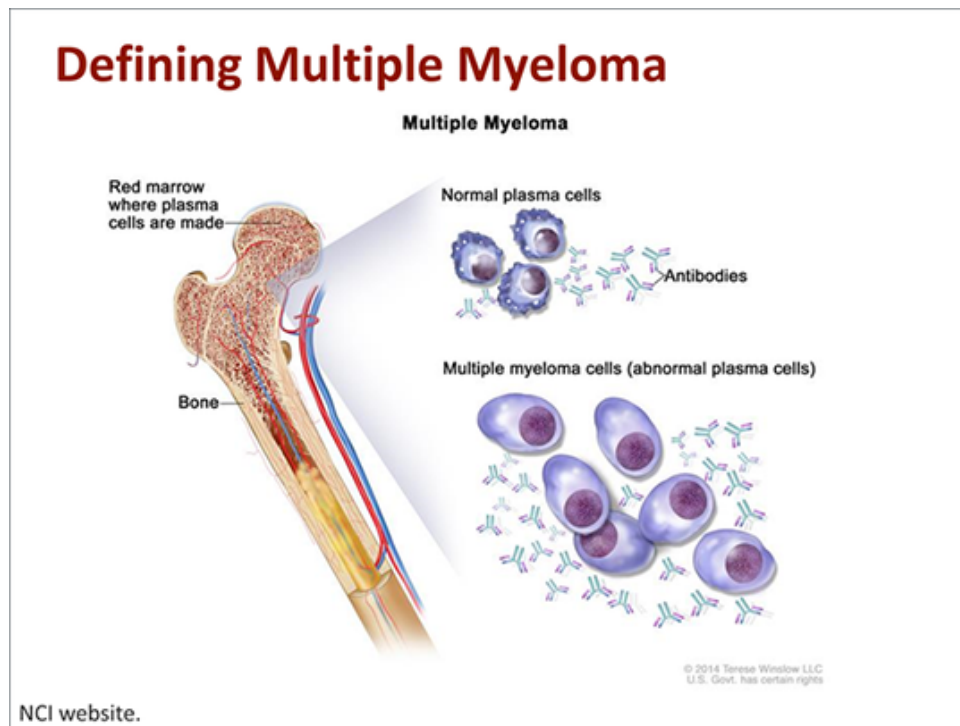 Defining Multiple Myeloma
Multiple Myeloma
Red marrow
where plasma
cells are made
Normal plasma cells
Antibodies
Multiple myeloma cells (abnormal plasma cells)
Bone
© 2014 Terese Winslow LLC
U.S. Govt. has certain rights
NCI website.